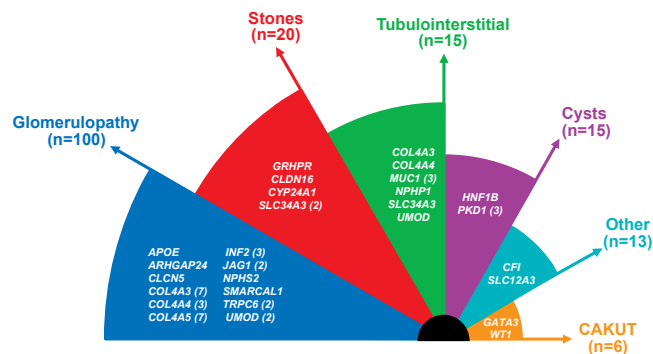 Stones
(n=20)
Tubulointerstitial
(n=15)
Cysts
(n=15)
Glomerulopathy
(n=100)
Other
(n=13)
CAKUT
(n=6)
GRHPR
CLDN16
CYP24A1
SLC34A3 (2)
COL4A3
COL4A4
MUC1 (3)
NPHP1
SLC34A3
UMOD
HNF1B
PKD1 (3)
APOE
ARHGAP24
CLCN5
COL4A3 (7)
COL4A4 (3)
COL4A5 (7)
INF2 (3)
JAG1 (2)
NPHS2
SMARCAL1
TRPC6 (2)
UMOD (2)
CFI
SLC12A3
GATA3
WT1